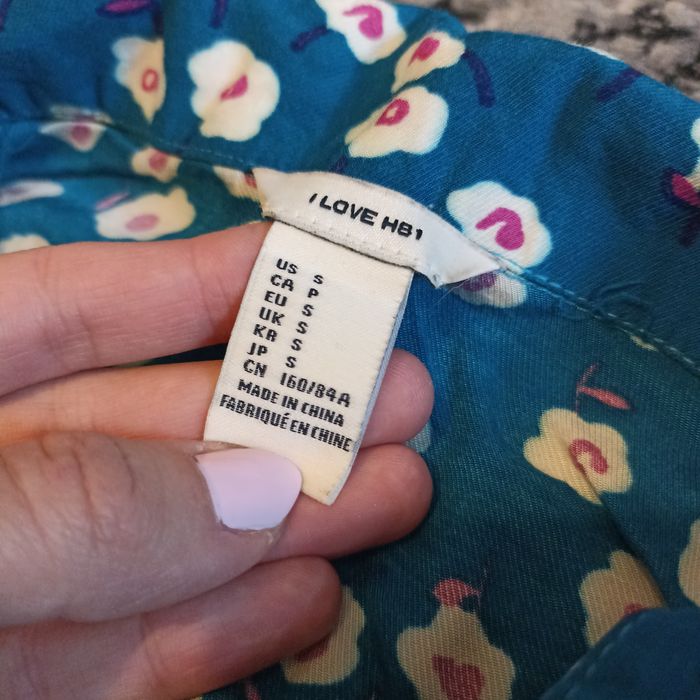 I LOVE H81
US S
CA P
EU S
UK S
KR S
JP S
CN 160/84A
MADE IN CHINA
FABRIQUÉ EN CHINE